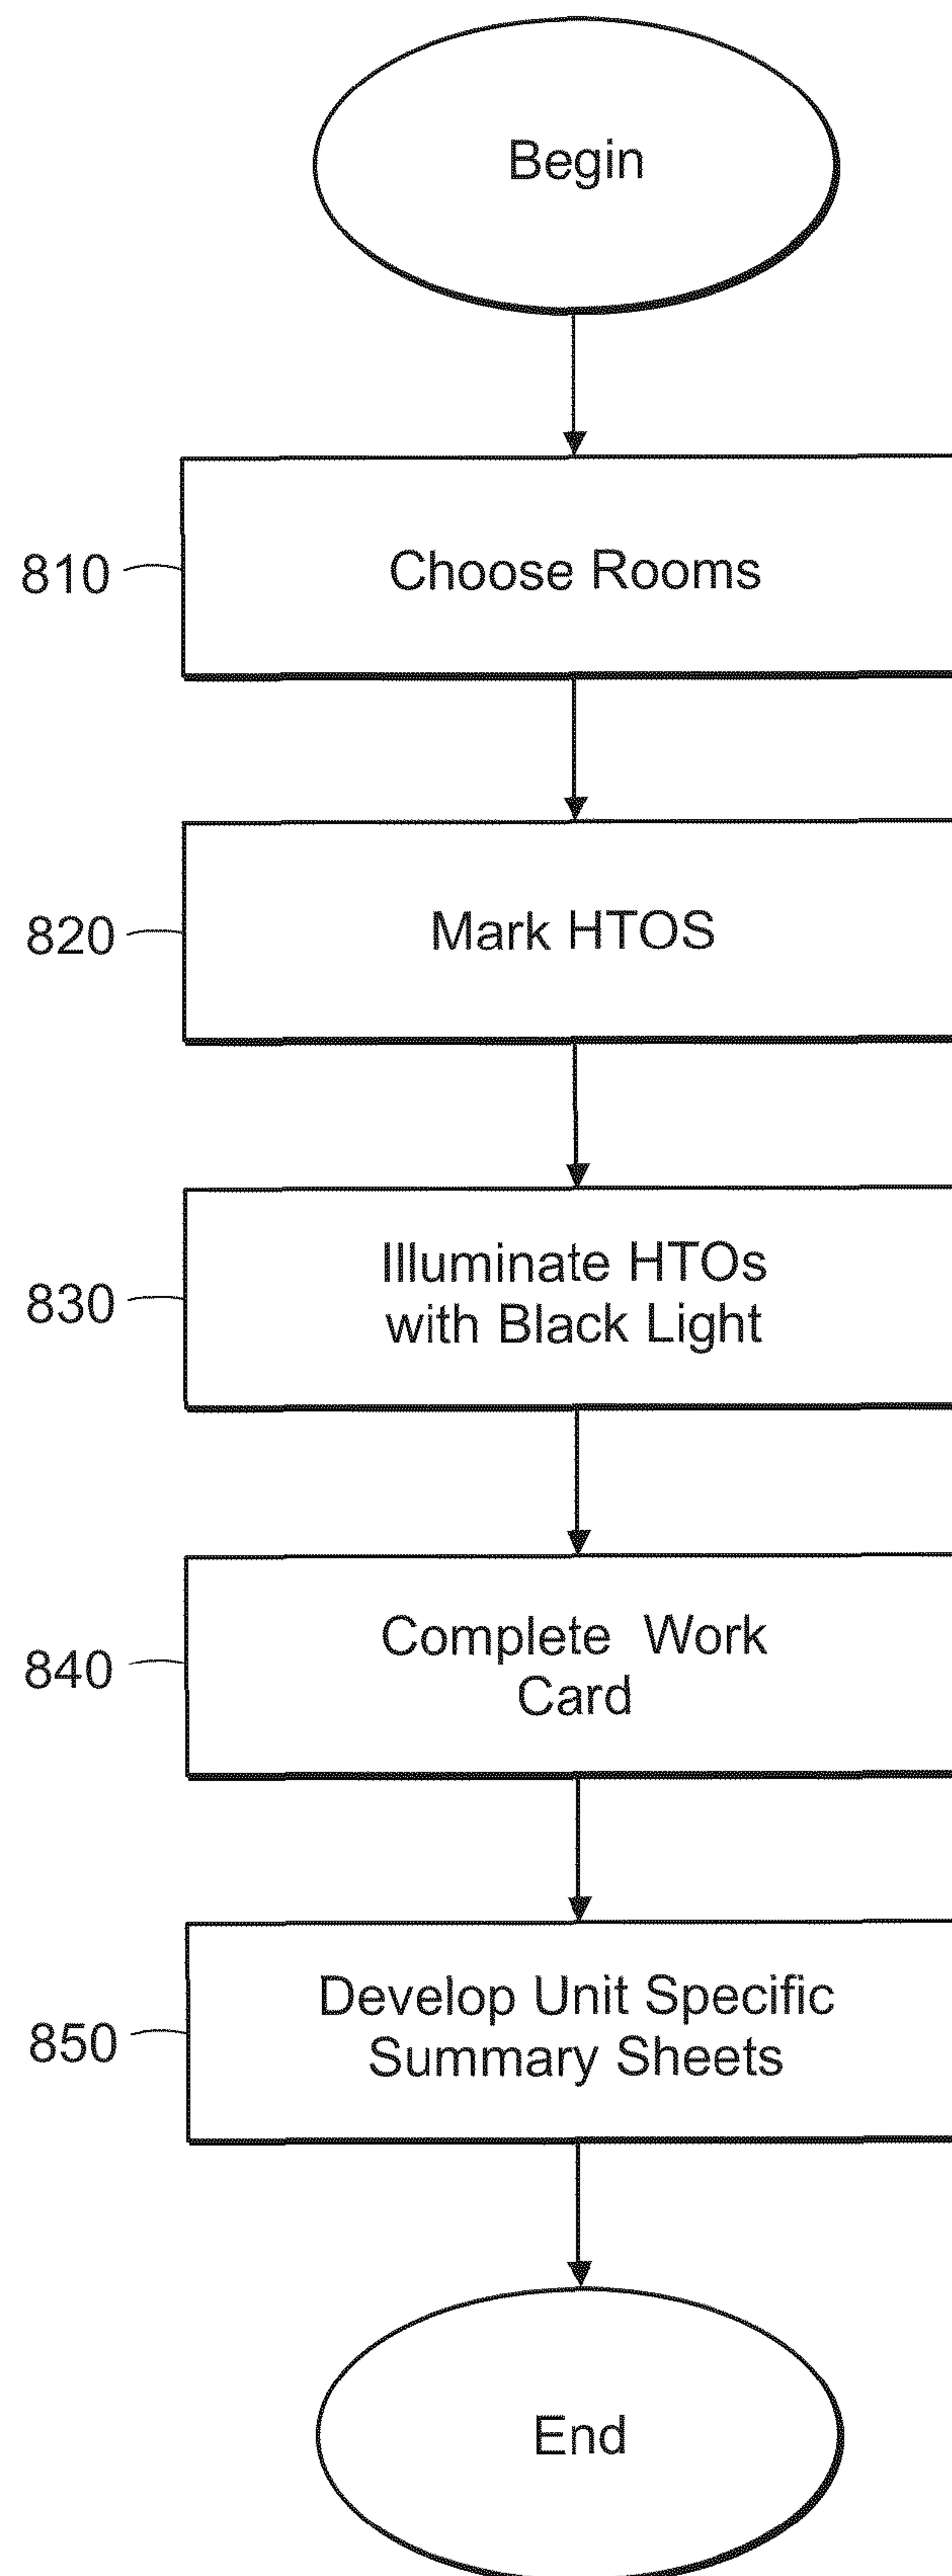 Begin
810
Choose Rooms
820
Mark HTOS
830
Illuminate HTOs
with Black Light
840
Complete Work
Card
850
Develop Unit Specific
Summary Sheets
End